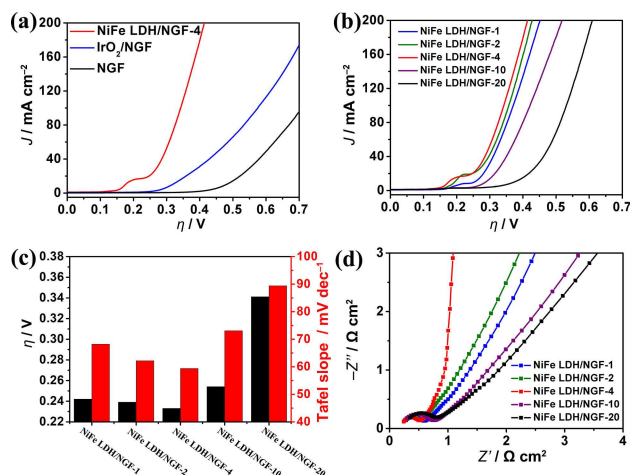 (a)
NiFe LDH/NGF-4
IrO2/NGF
NGF
J / mA cm−2
200
160
120
80
40
0
0.0 0.1 0.2 0.3 0.4 0.5 0.6 0.7
η / V
(b)
NiFe LDH/NGF-1
NiFe LDH/NGF-2
NiFe LDH/NGF-4
NiFe LDH/NGF-10
NiFe LDH/NGF-20
J / mA cm−2
200
160
120
80
40
0
0.0 0.1 0.2 0.3 0.4 0.5 0.6 0.7
η / V
(c)
η / V
0.38
0.36
0.34
0.32
0.30
0.28
0.26
0.24
0.22
Tafel slope / mV dec−1
100
90
80
70
60
50
40
NiFe LDH/NGF-1
NiFe LDH/NGF-2
NiFe LDH/NGF-4
NiFe LDH/NGF-10
NiFe LDH/NGF-20
(d)
−Z'' / Ω cm2
3
2
1
0
NiFe LDH/NGF-1
NiFe LDH/NGF-2
NiFe LDH/NGF-4
NiFe LDH/NGF-10
NiFe LDH/NGF-20
0 1 2 3 4
Z' / Ω cm2